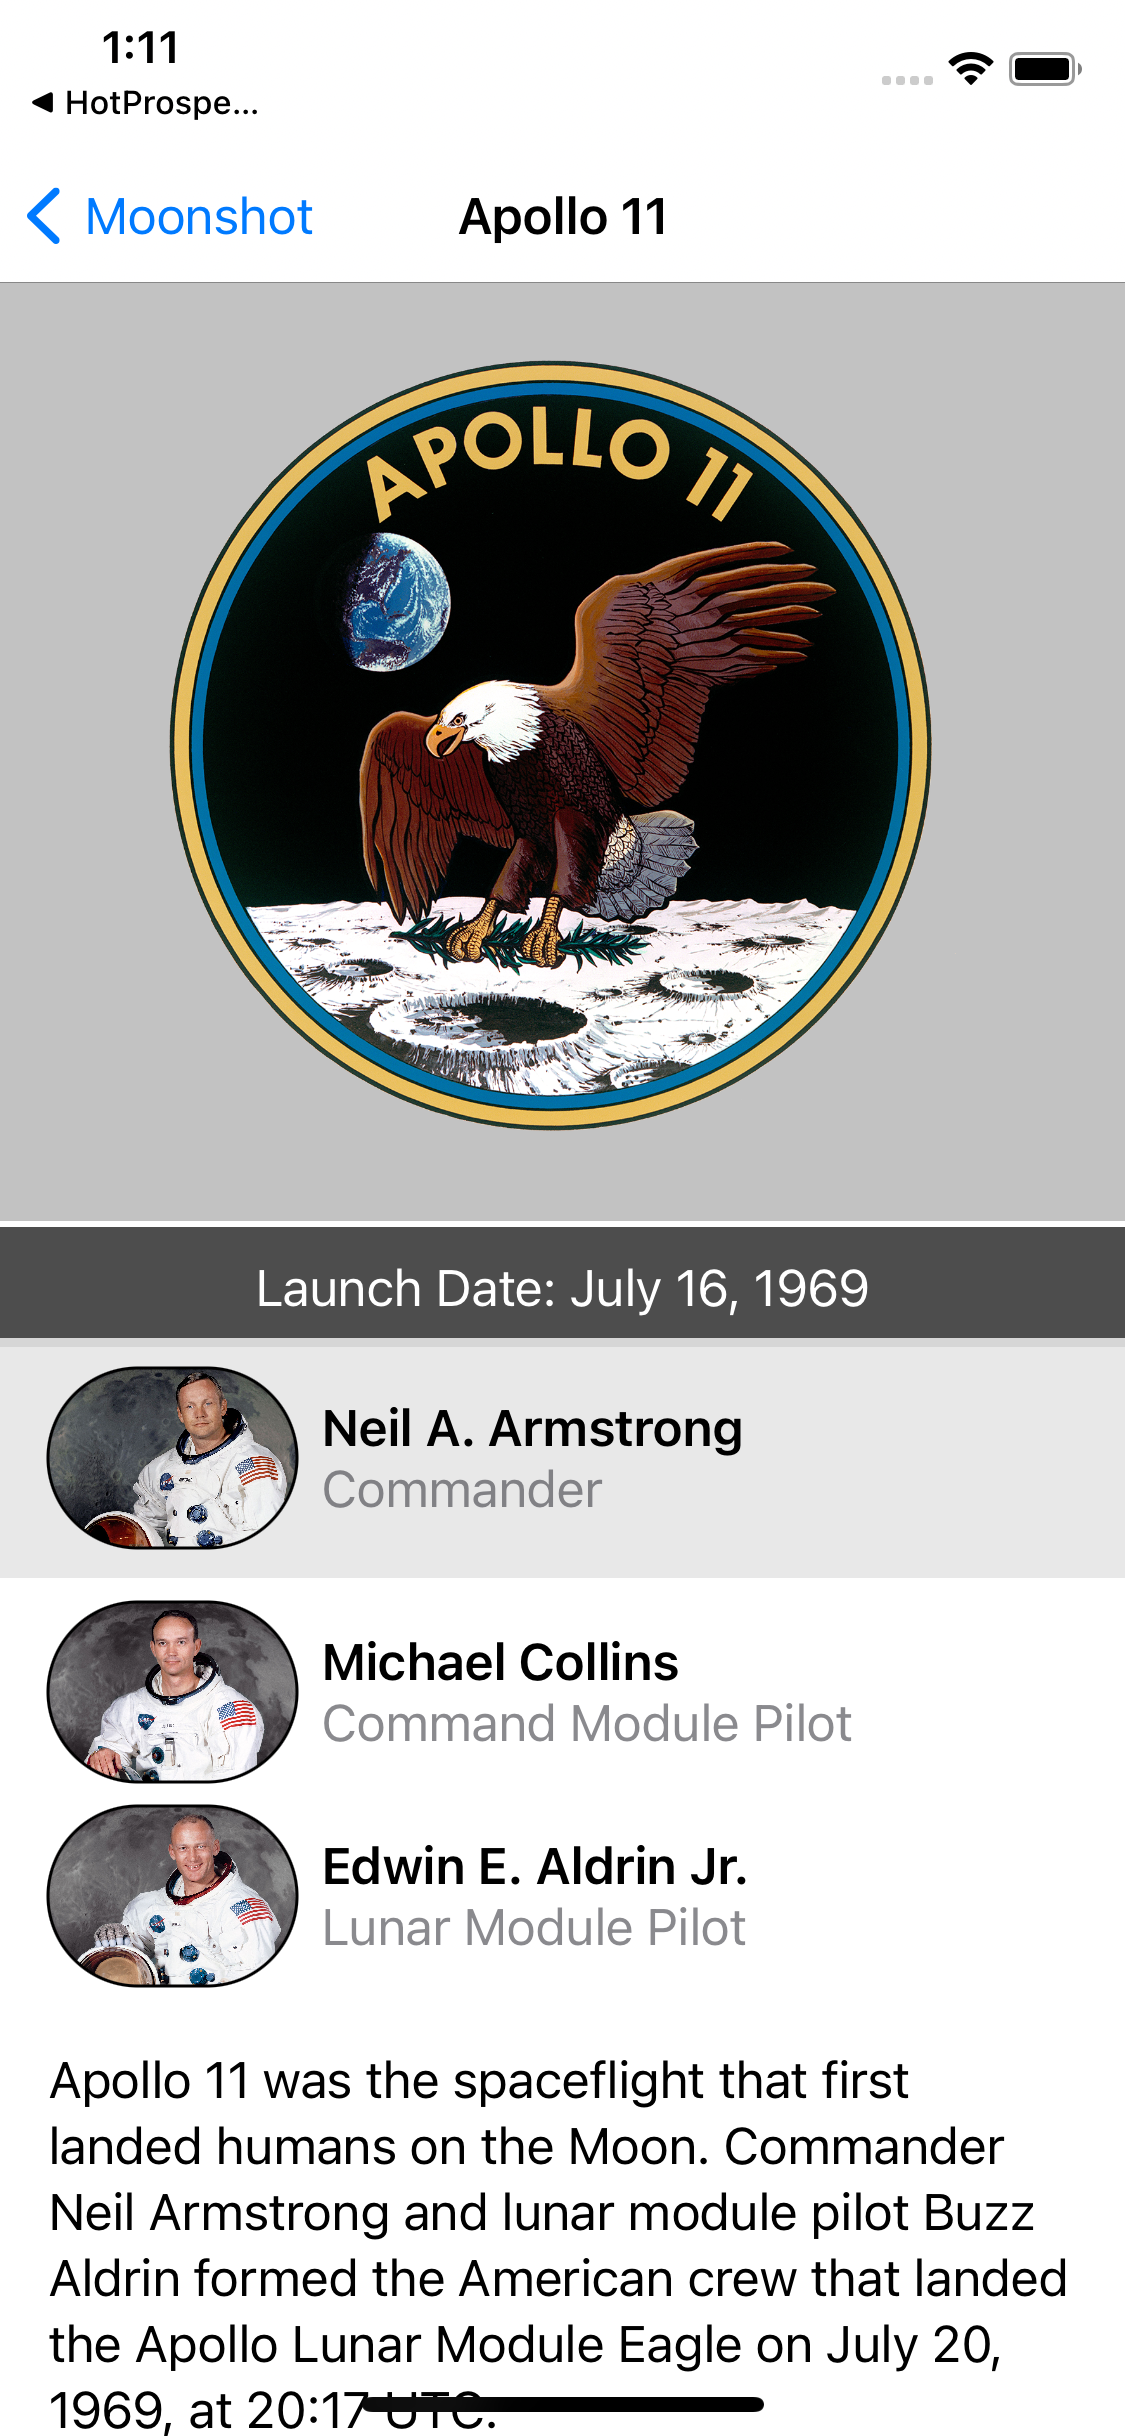 1:11
HotProspe...
Moonshot
Apollo 11
APOLLO 11
Launch Date: July 16, 1969
Neil A. Armstrong
Commander
Michael Collins
Command Module Pilot
Edwin E. Aldrin Jr.
Lunar Module Pilot
Apollo 11 was the spaceflight that first
landed humans on the Moon. Commander
Neil Armstrong and lunar module pilot Buzz
Aldrin formed the American crew that landed
the Apollo Lunar Module Eagle on July 20,
1969, at 20:17 UTC.